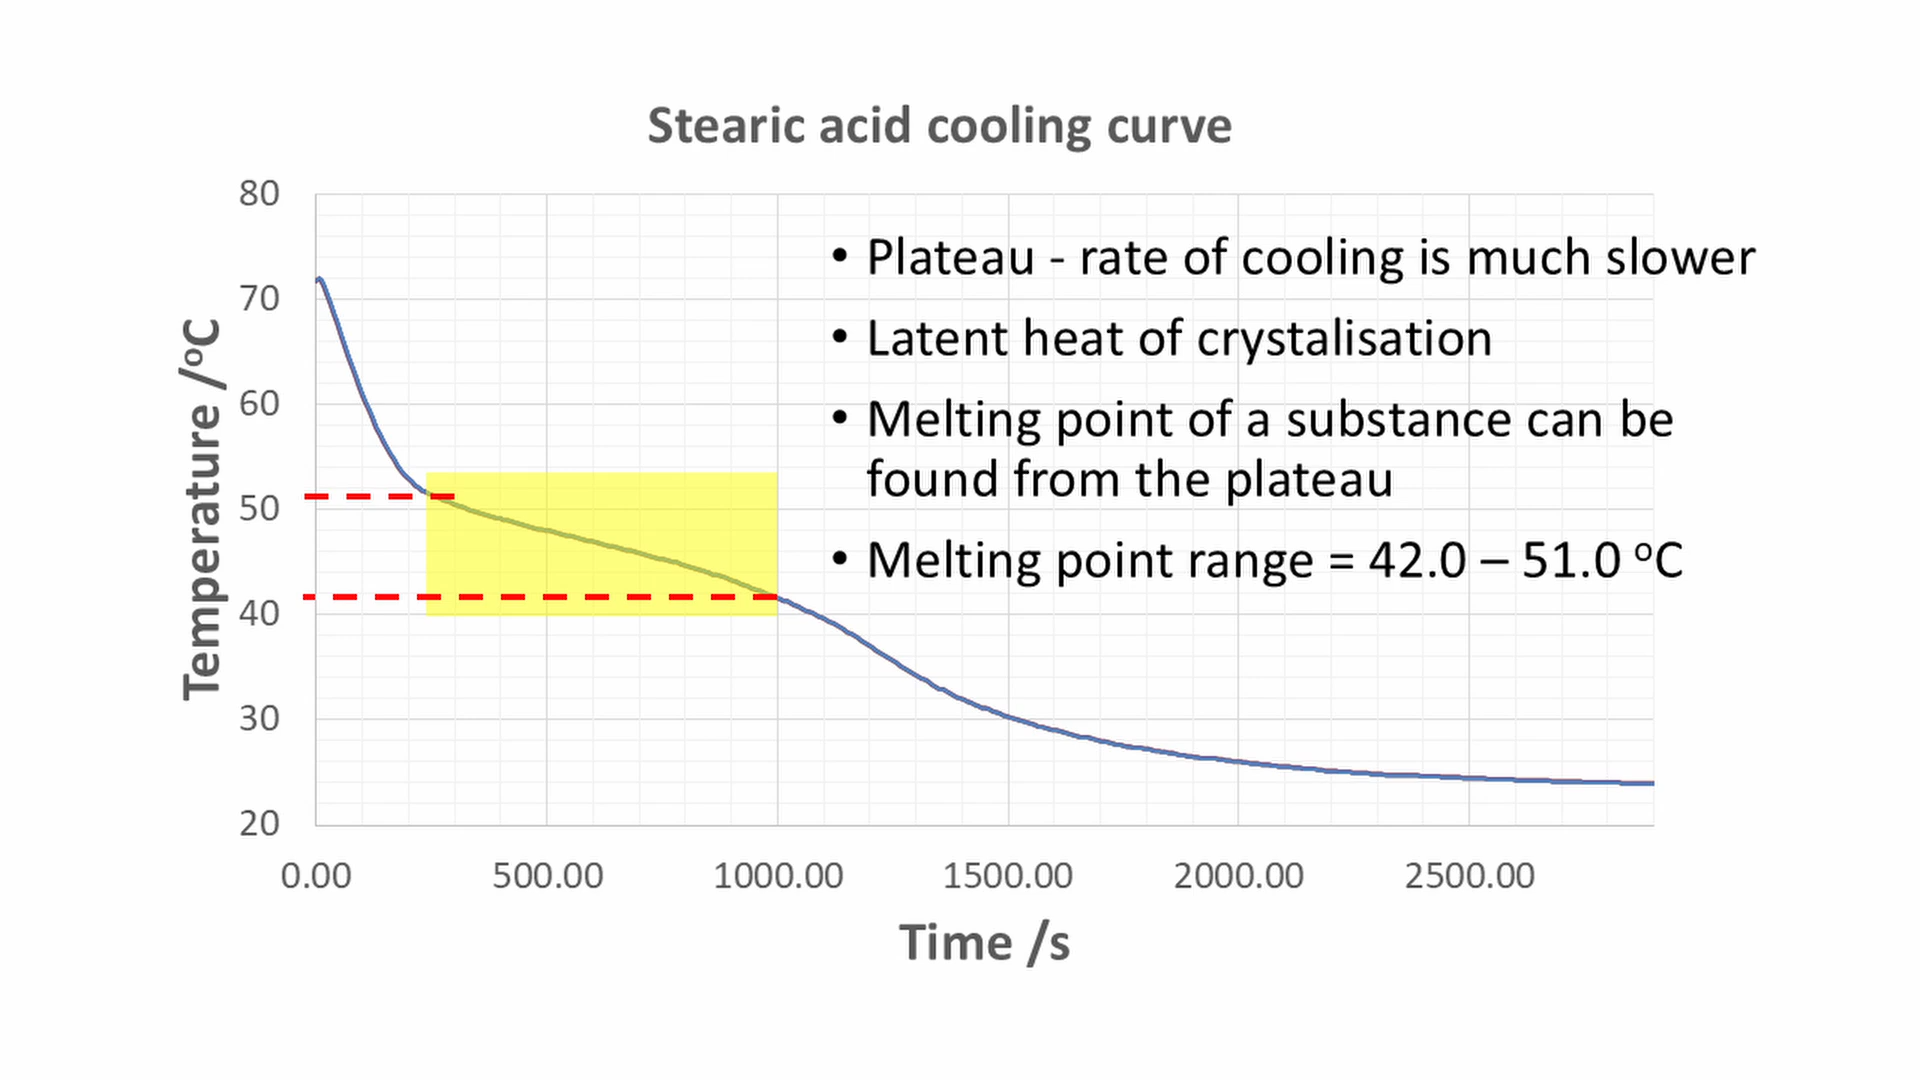 Stearic acid cooling curve
80
70
60
50
40
30
20
Temperature /°C
• Plateau - rate of cooling is much slower
• Latent heat of crystalisation
• Melting point of a substance can be
found from the plateau
• Melting point range = 42.0 – 51.0 °C
0.00 500.00 1000.00 1500.00 2000.00 2500.00
Time /s